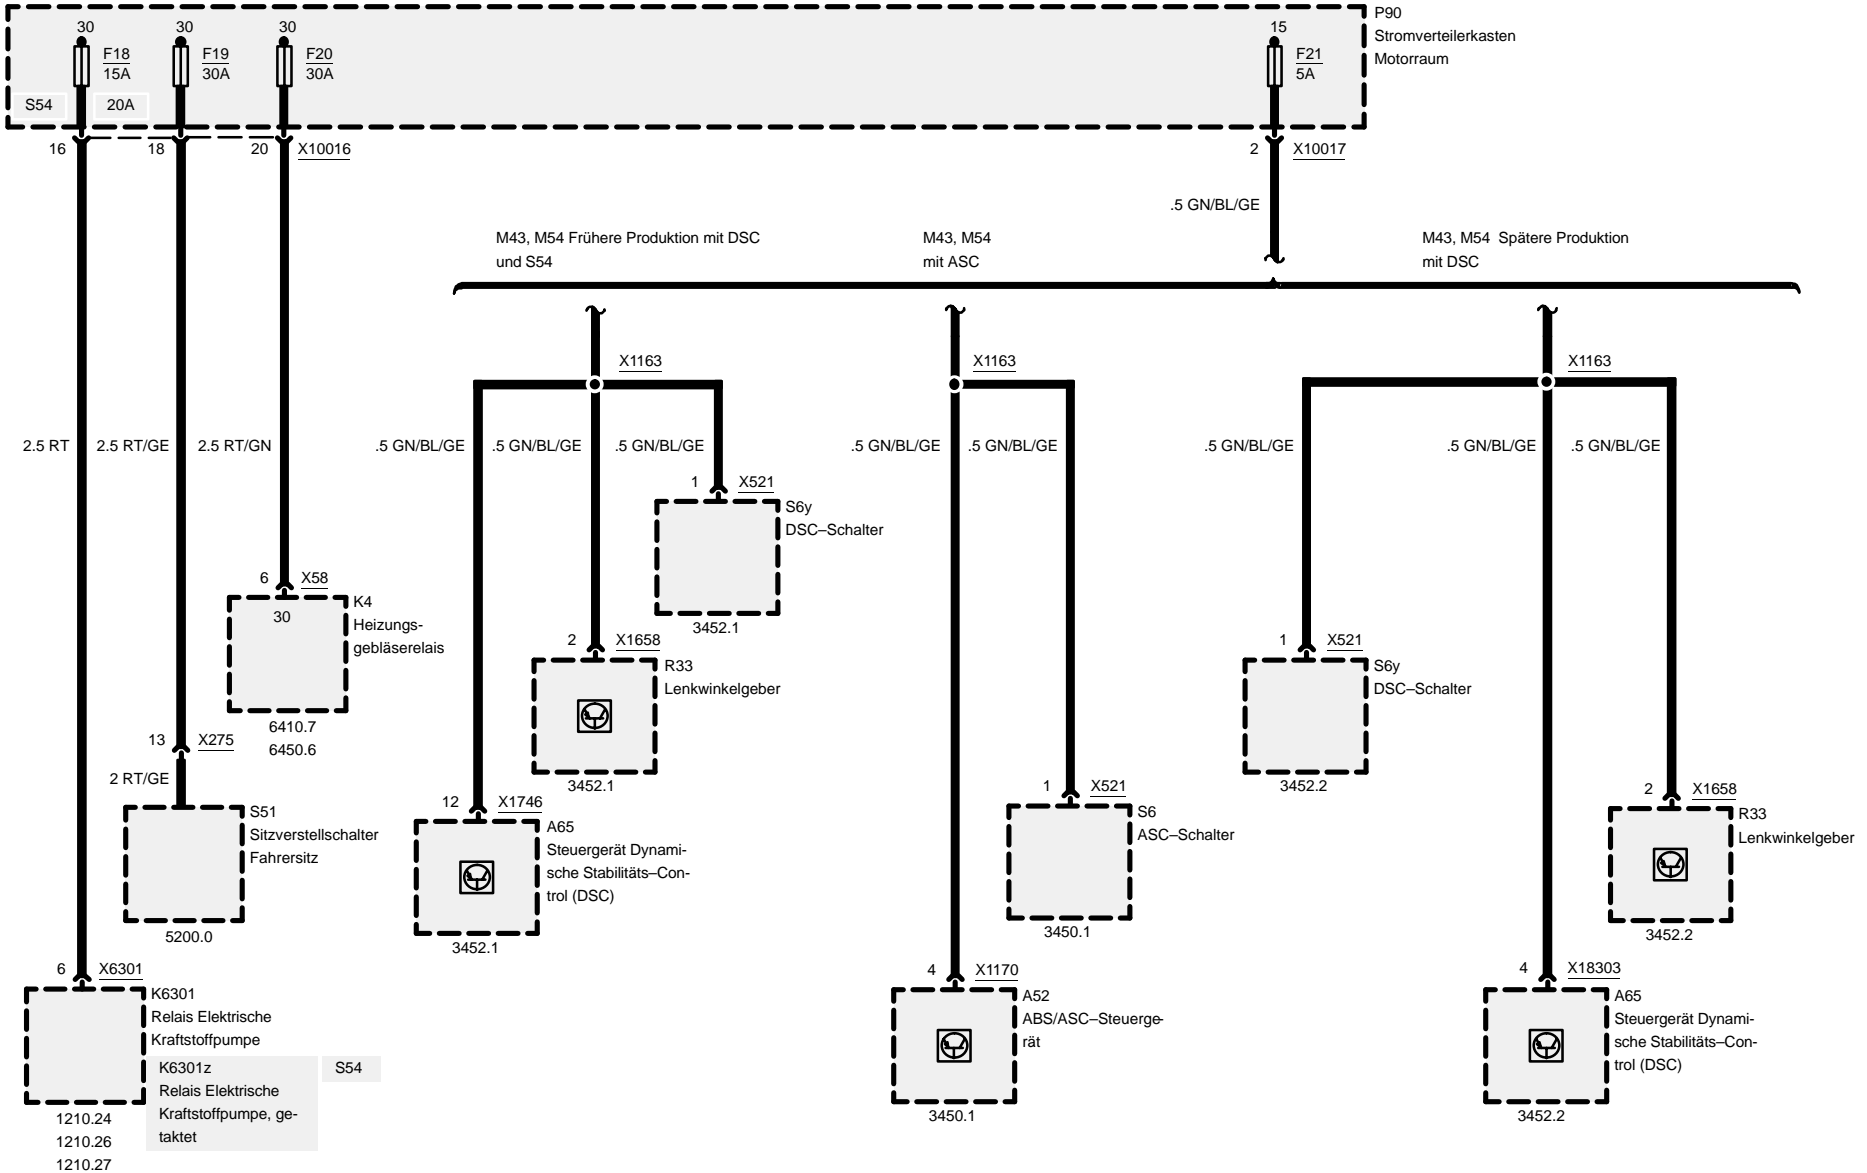 P90
Stromverteilerkasten
Motorraum
30
F18
15A
S54
20A
30
F19
30A
30
F20
30A
15
F21
5A
16
18
20
X10016
2
X10017
.5 GN/BL/GE
M43, M54 Frühere Produktion mit DSC
und S54
M43, M54
mit ASC
M43, M54 Spätere Produktion
mit DSC
X1163
X1163
X1163
2.5 RT
2.5 RT/GE
2.5 RT/GN
.5 GN/BL/GE
.5 GN/BL/GE
.5 GN/BL/GE
.5 GN/BL/GE
.5 GN/BL/GE
.5 GN/BL/GE
.5 GN/BL/GE
.5 GN/BL/GE
1
X521
S6y
DSC–Schalter
3452.1
6
X58
30
K4
Heizungs-
gebläserelais
6410.7
6450.6
2
X1658
R33
Lenkwinkelgeber
3452.1
1
X521
S6y
DSC–Schalter
3452.2
13
X275
2 RT/GE
S51
Sitzverstellschalter
Fahrersitz
5200.0
12
X1746
A65
Steuergerät Dynami-
sche Stabilitäts–Con-
trol (DSC)
3452.1
1
X521
S6
ASC–Schalter
3450.1
2
X1658
R33
Lenkwinkelgeber
3452.2
6
X6301
K6301
Relais Elektrische
Kraftstoffpumpe
K6301z
Relais Elektrische
Kraftstoffpumpe, ge-
taktet
S54
1210.24
1210.26
1210.27
4
X1170
A52
ABS/ASC–Steuerge-
rät
3450.1
4
X18303
A65
Steuergerät Dynami-
sche Stabilitäts–Con-
trol (DSC)
3452.2